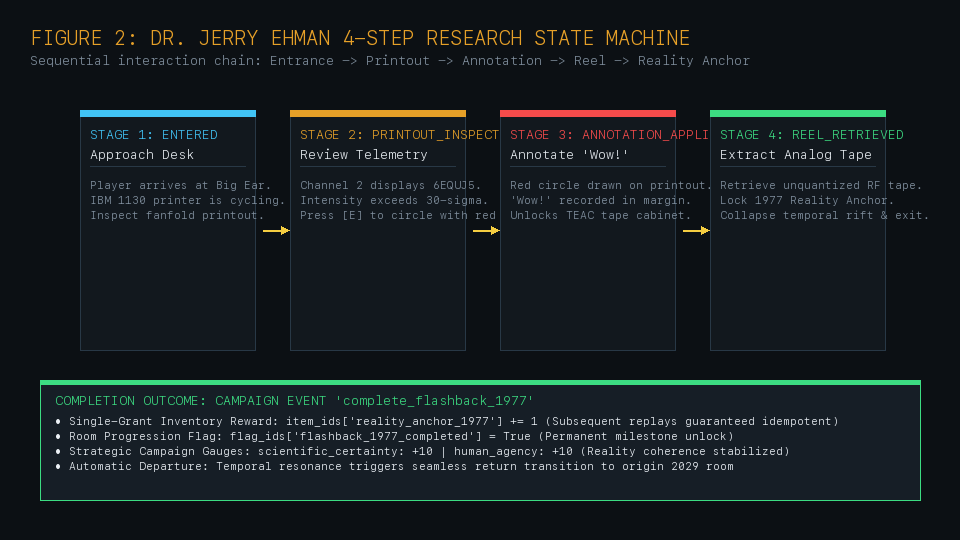 FIGURE 2: DR. JERRY EHMAN 4-STEP RESEARCH STATE MACHINE
Sequential interaction chain: Entrance -> Printout -> Annotation -> Reel -> Reality Anchor
STAGE 1: ENTERED
Approach Desk
Player arrives at Big Ear.
IBM 1130 printer is cycling.
Inspect fanfold printout.
STAGE 2: PRINTOUT_INSPECT
Review Telemetry
Channel 2 displays 6EQUJ5.
Intensity exceeds 30-sigma.
Press [E] to circle with red
STAGE 3: ANNOTATION_APPLI
Annotate 'Wow!'
Red circle drawn on printout.
'Wow!' recorded in margin.
Unlocks TEAC tape cabinet.
STAGE 4: REEL_RETRIEVED
Extract Analog Tape
Retrieve unquantized RF tape.
Lock 1977 Reality Anchor.
Collapse temporal rift & exit.
COMPLETION OUTCOME: CAMPAIGN EVENT 'complete_flashback_1977'
• Single-Grant Inventory Reward: item_ids['reality_anchor_1977'] += 1 (Subsequent replays guaranteed idempotent)
• Room Progression Flag: flag_ids['flashback_1977_completed'] = True (Permanent milestone unlock)
• Strategic Campaign Gauges: scientific_certainty: +10 | human_agency: +10 (Reality coherence stabilized)
• Automatic Departure: Temporal resonance triggers seamless return transition to origin 2029 room